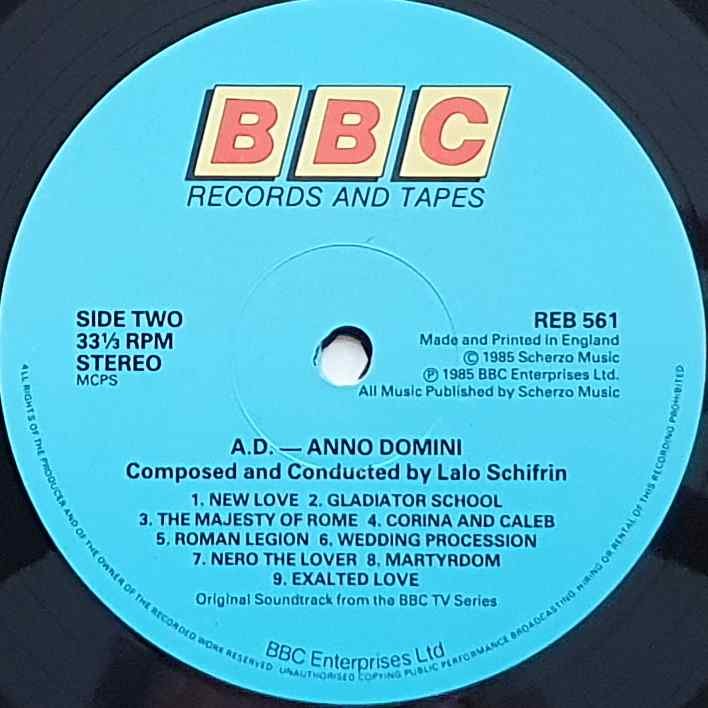 BBC
RECORDS AND TAPES
SIDE TWO
33⅓ RPM
STEREO
MCPS
REB 561
Made and Printed in England
© 1985 Scherzo Music
℗ 1985 BBC Enterprises Ltd.
All Music Published by Scherzo Music
A.D. — ANNO DOMINI
Composed and Conducted by Lalo Schifrin
1. NEW LOVE 2. GLADIATOR SCHOOL
3. THE MAJESTY OF ROME 4. CORINA AND CALEB
5. ROMAN LEGION 6. WEDDING PROCESSION
7. NERO THE LOVER 8. MARTYRDOM
9. EXALTED LOVE
Original Soundtrack from the BBC TV Series
BBC Enterprises Ltd
ALL RIGHTS OF THE PRODUCER AND OF THE OWNER OF THE RECORDED WORK RESERVED. UNAUTHORISED COPYING PUBLIC PERFORMANCE BROADCASTING HIRING OR RENTAL OF THIS RECORDING PROHIBITED